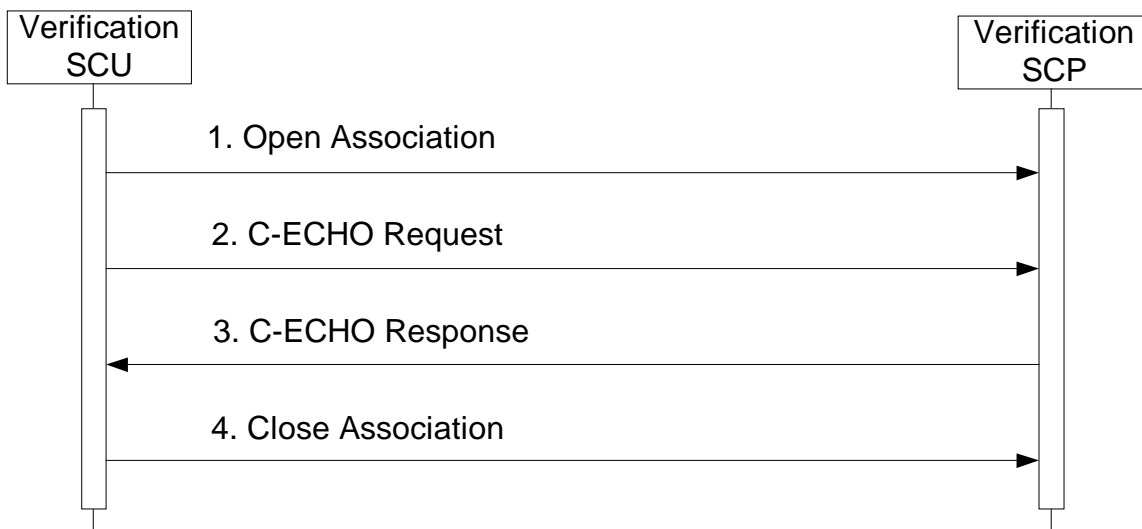 Verification
SCU
Verification
SCP
1. Open Association
2. C-ECHO Request
3. C-ECHO Response
4. Close Association